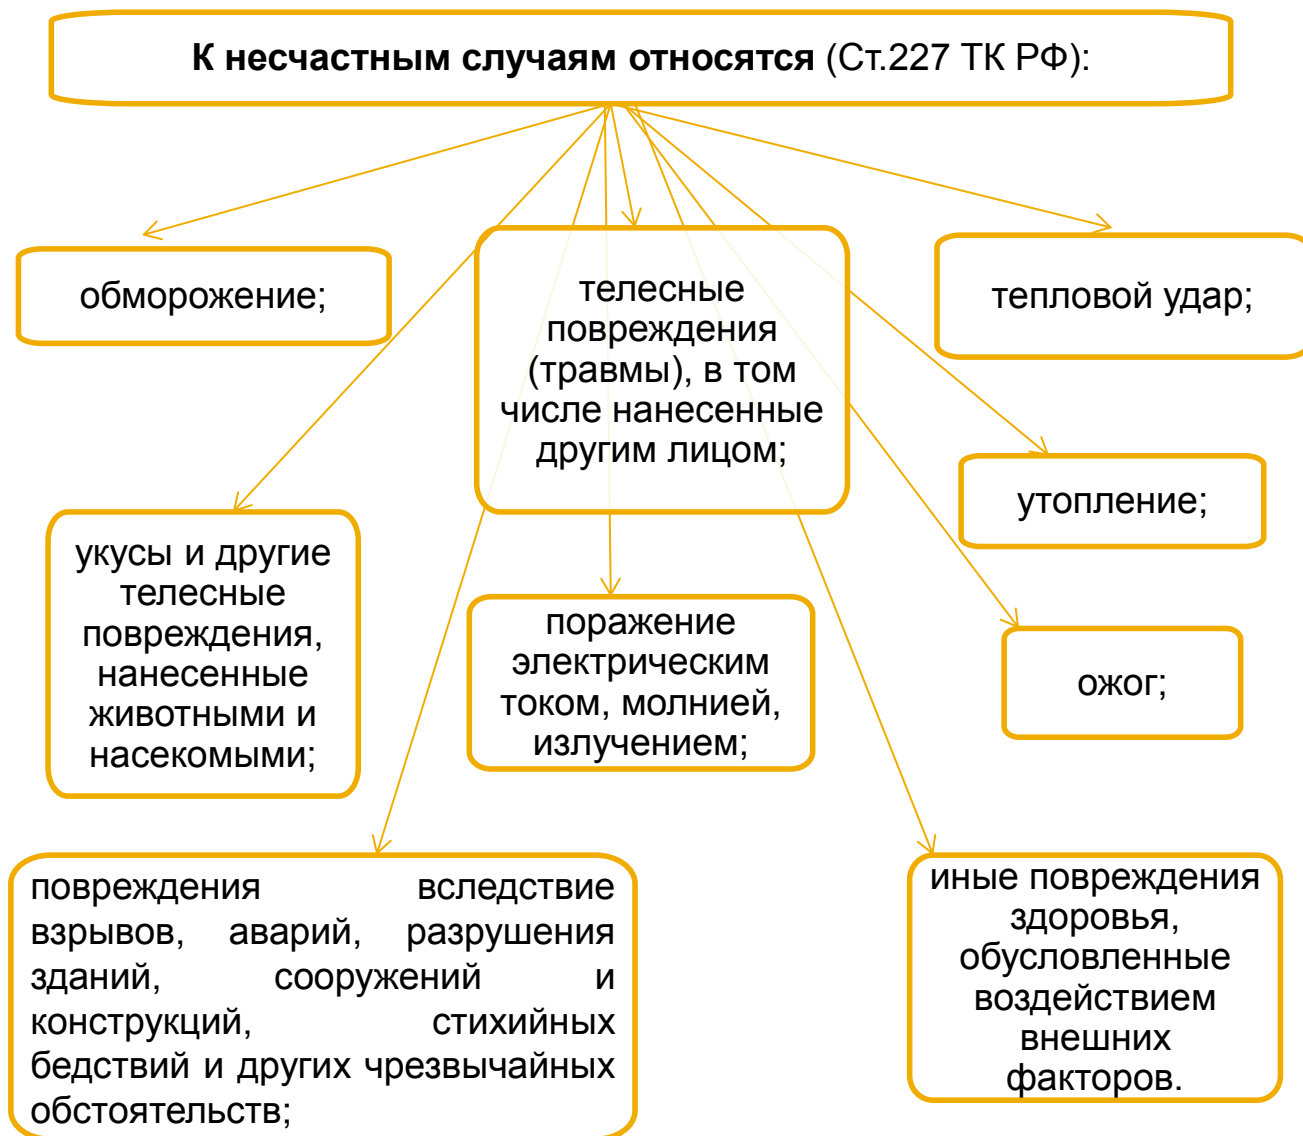 К несчастным случаям относятся (Ст.227 ТК РФ):
обморожение;
телесные
повреждения
(травмы), в том
числе нанесенные
другим лицом;
тепловой удар;
утопление;
укусы и другие
телесные
повреждения,
нанесенные
животными и
насекомыми;
поражение
электрическим
током, молнией,
излучением;
ожог;
повреждения вследствие
взрывов, аварий, разрушения
зданий, сооружений и
конструкций, стихийных
бедствий и других чрезвычайных
обстоятельств;
иные повреждения
здоровья,
обусловленные
воздействием
внешних
факторов.